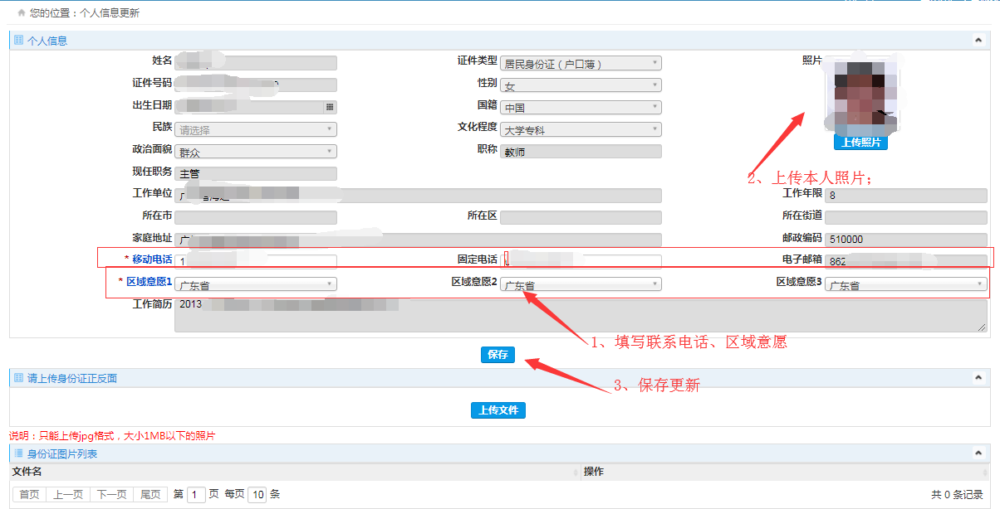 您的位置：个人信息更新
个人信息
姓名 证件类型 居民身份证（户口薄） 照片
证件号码 性别 女
出生日期 国籍 中国
民族 请选择 文化程度 大学专科
上传照片
政治面貌 群众 职称 教师
现任职务 主管
2、上传本人照片；
工作单位 工作年限 8
所在市 所在区 所在街道
家庭地址 广 邮政编码 510000
* 移动电话 1 固定电话 电子邮箱 862
* 区域意愿1 广东省 区域意愿2 广东省 区域意愿3 广东省
工作简历 2013
1、填写联系电话、区域意愿
保存
3、保存更新
请上传身份证正反面
上传文件
说明：只能上传jpg格式，大小1MB以下的照片
身份证图片列表
文件名 操作
首页 上一页 下一页 尾页 第 1 页 每页 10 条 共 0 条记录